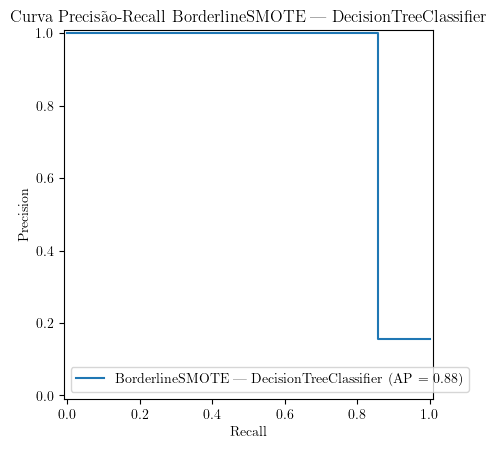 Curva Precisão-Recall BorderlineSMOTE — DecisionTreeClassifier
1.0
0.8
0.6
0.4
0.2
0.0
Precision
BorderlineSMOTE — DecisionTreeClassifier (AP = 0.88)
0.0 0.2 0.4 0.6 0.8 1.0
Recall